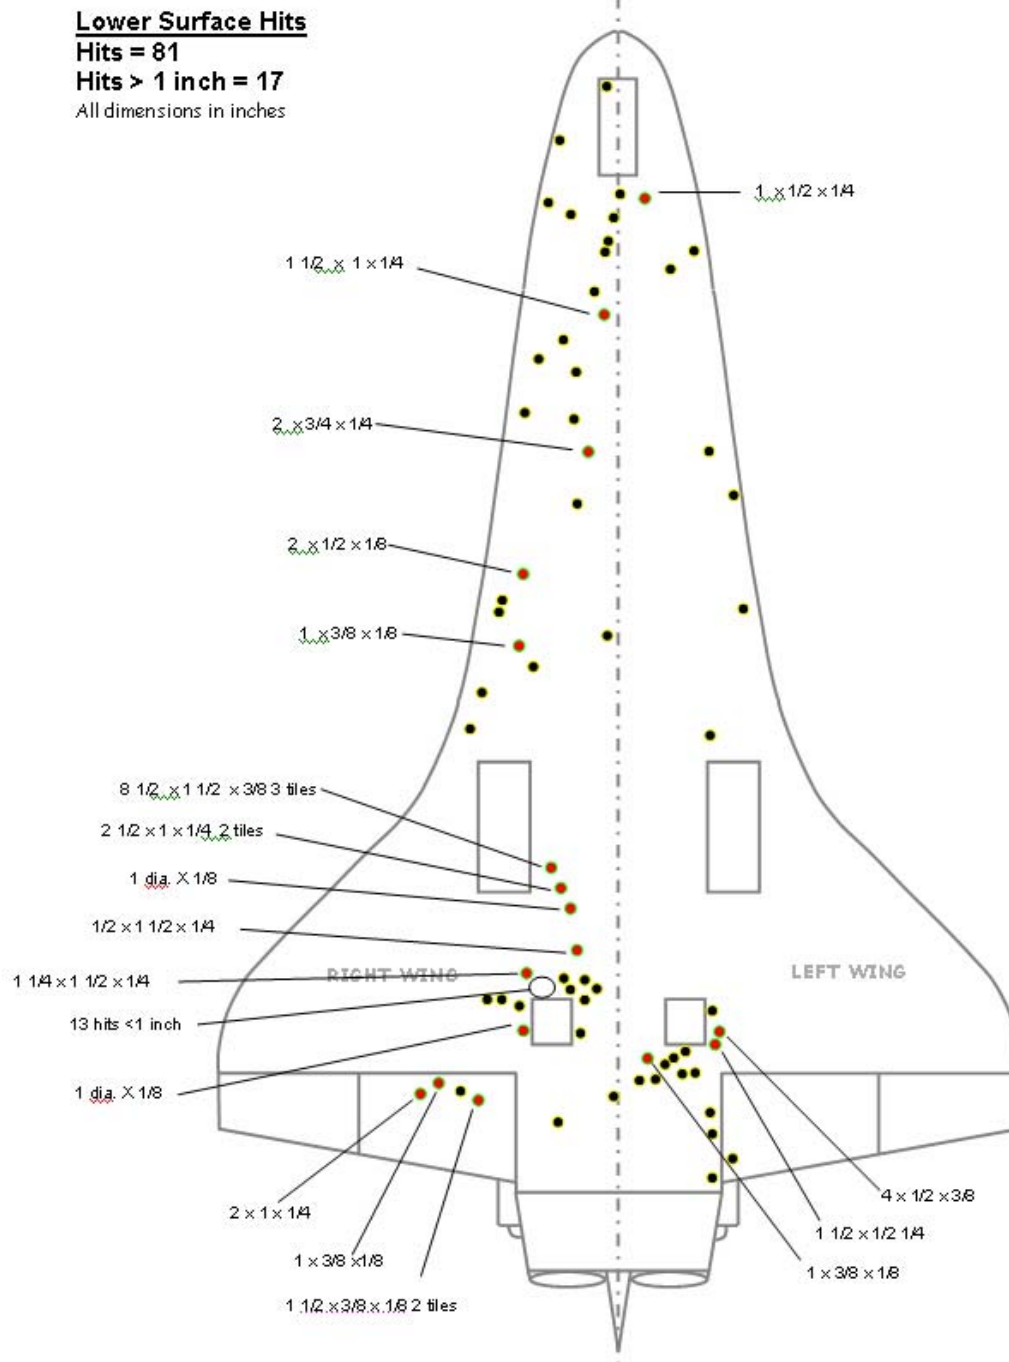 Lower Surface Hits
Hits = 81
Hits > 1 inch = 17
All dimensions in inches
1 x 1/2 x 1/4
1 1/2 x 1 x 1/4
2 x 3/4 x 1/4
2 x 1/2 x 1/8
1 x 3/8 x 1/8
8 1/2 x 1 1/2 x 3/8 3 tiles
2 1/2 x 1 x 1/4 2 tiles
1 dia. X 1/8
1/2 x 1 1/2 x 1/4
RIGHT WING
LEFT WING
1 1/4 x 1 1/2 x 1/4
13 hits <1 inch
1 dia. X 1/8
4 x 1/2 x 3/8
2 x 1 x 1/4
1 1/2 x 1/2 1/4
1 x 3/8 x 1/8
1 x 3/8 x 1/8
1 1/2 x 3/8 x 1/8 2 tiles